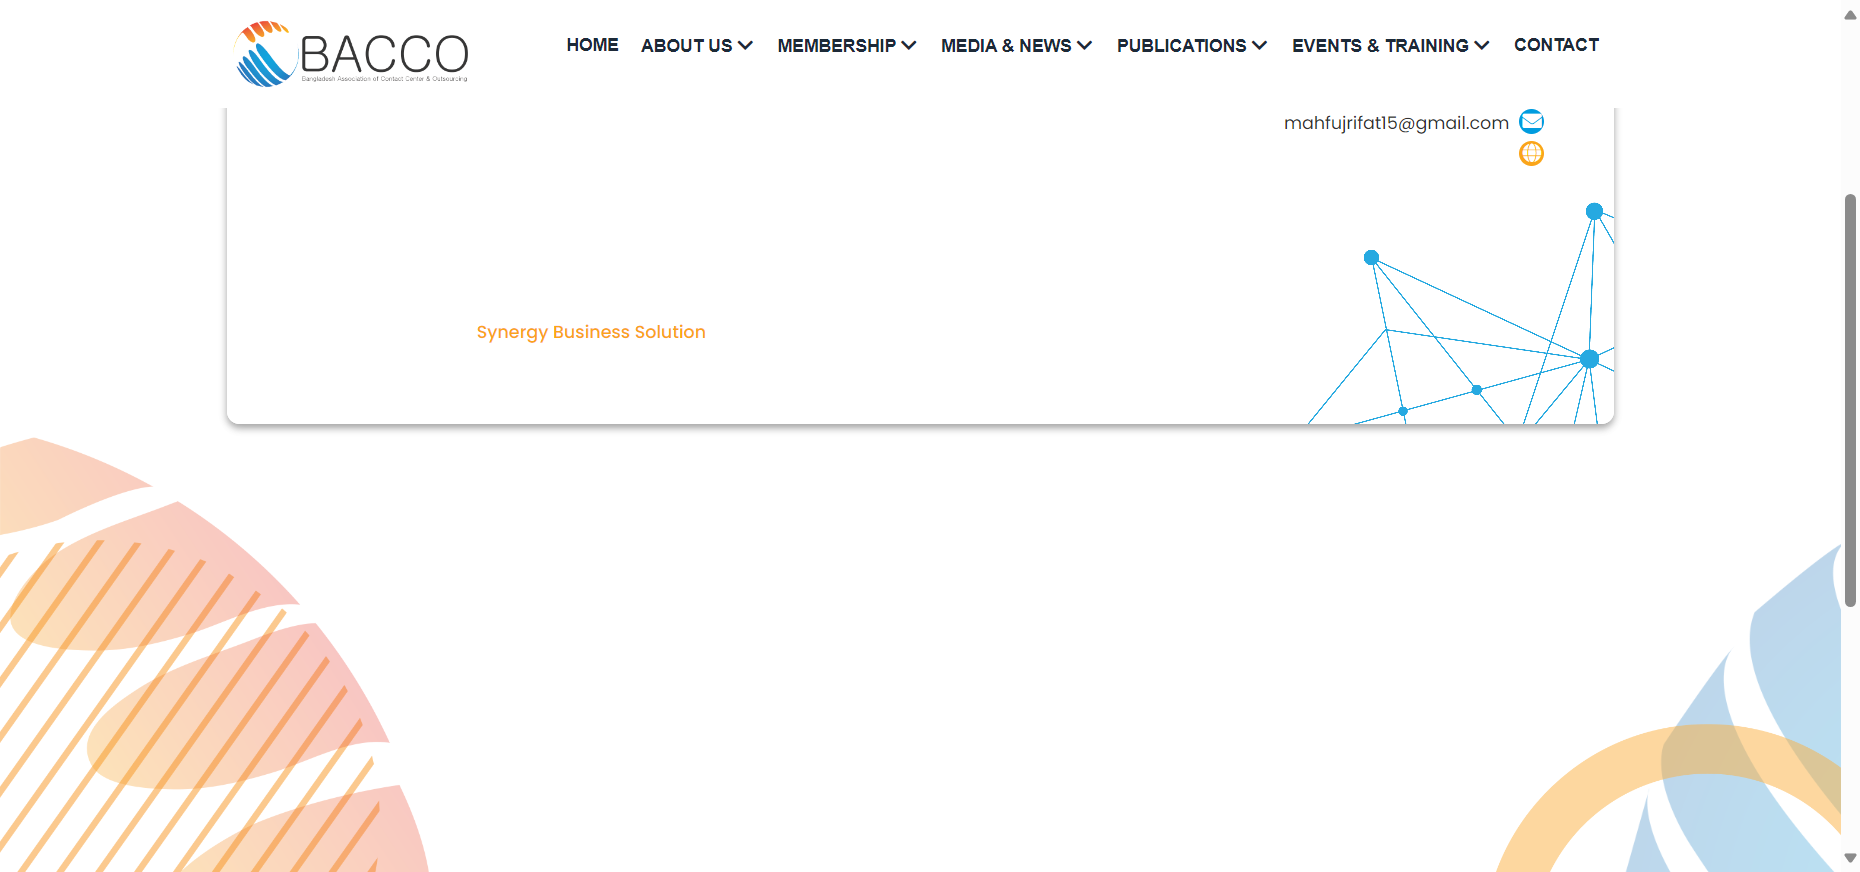 BACCO
Bangladesh Association of Contact Center & Outsourcing
HOME
ABOUT US
MEMBERSHIP
MEDIA & NEWS
PUBLICATIONS
EVENTS & TRAINING
CONTACT
mahfujrifat15@gmail.com
Synergy Business Solution